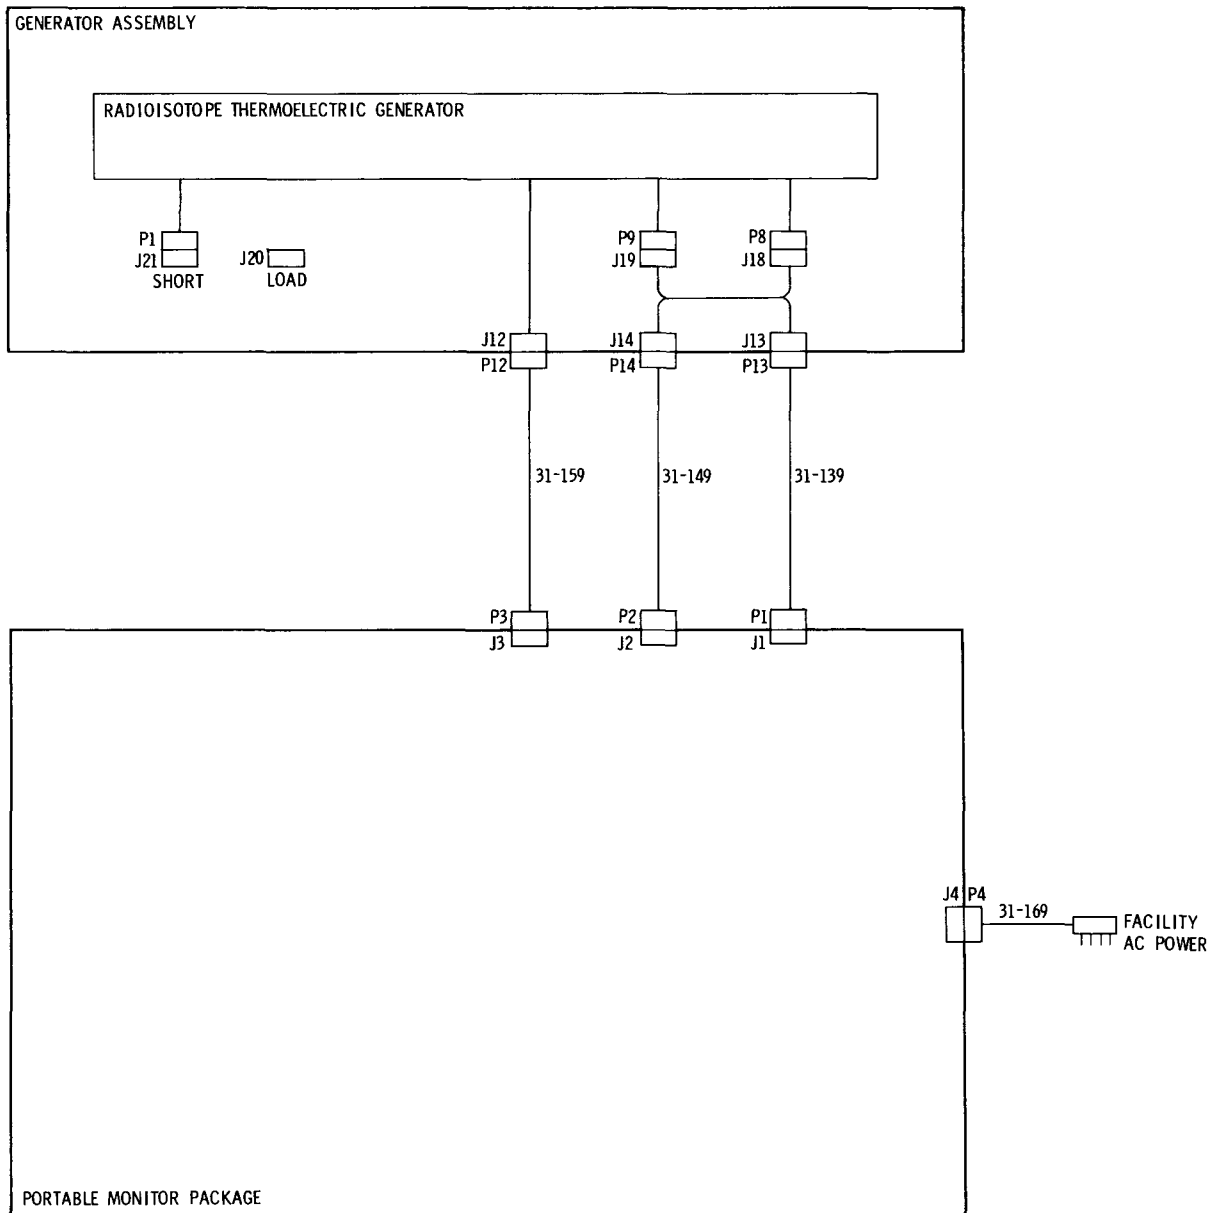 GENERATOR ASSEMBLY
RADIOISOTOPE THERMOELECTRIC GENERATOR
P1
J21
SHORT
J20
LOAD
P9
J19
P8
J18
J12
P12
J14
P14
J13
P13
31-159
31-149
31-139
P3
J3
P2
J2
P1
J1
J4 P4
31-169
FACILITY
AC POWER
PORTABLE MONITOR PACKAGE